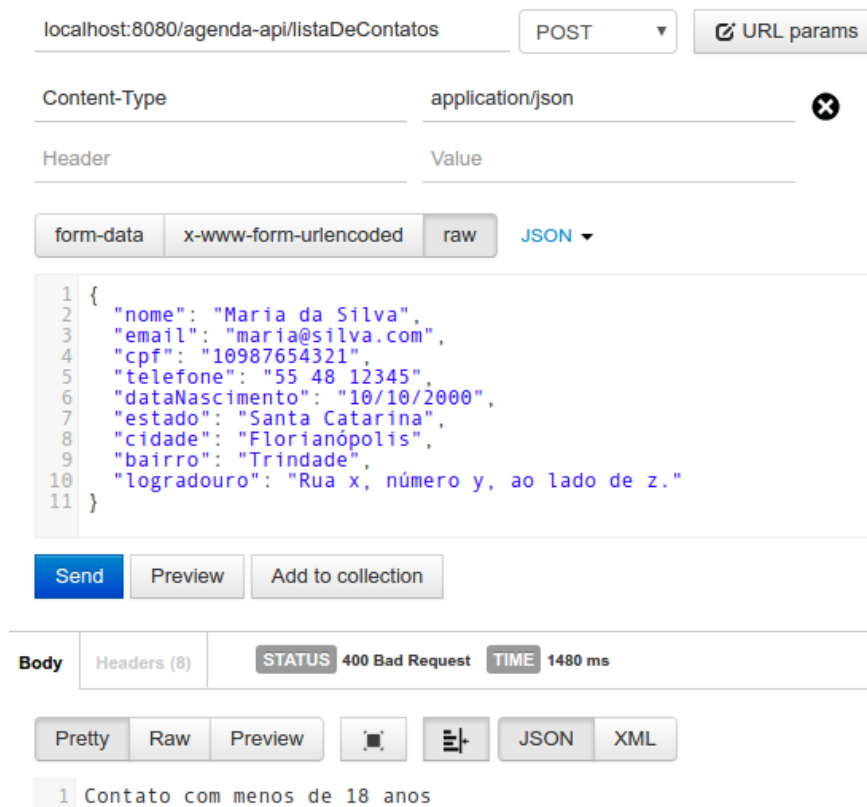 localhost:8080/agenda-api/listaDeContatos POST URL params
Content-Type application/json
Header Value
form-data x-www-form-urlencoded raw JSON
1 {
2 "nome": "Maria da Silva",
3 "email": "maria@silva.com",
4 "cpf": "10987654321",
5 "telefone": "55 48 12345",
6 "dataNascimento": "10/10/2000",
7 "estado": "Santa Catarina",
8 "cidade": "Florianópolis",
9 "bairro": "Trindade",
10 "logradouro": "Rua x, número y, ao lado de z."
11 }
Send Preview Add to collection
Body Headers (8) STATUS 400 Bad Request TIME 1480 ms
Pretty Raw Preview JSON XML
1 Contato com menos de 18 anos